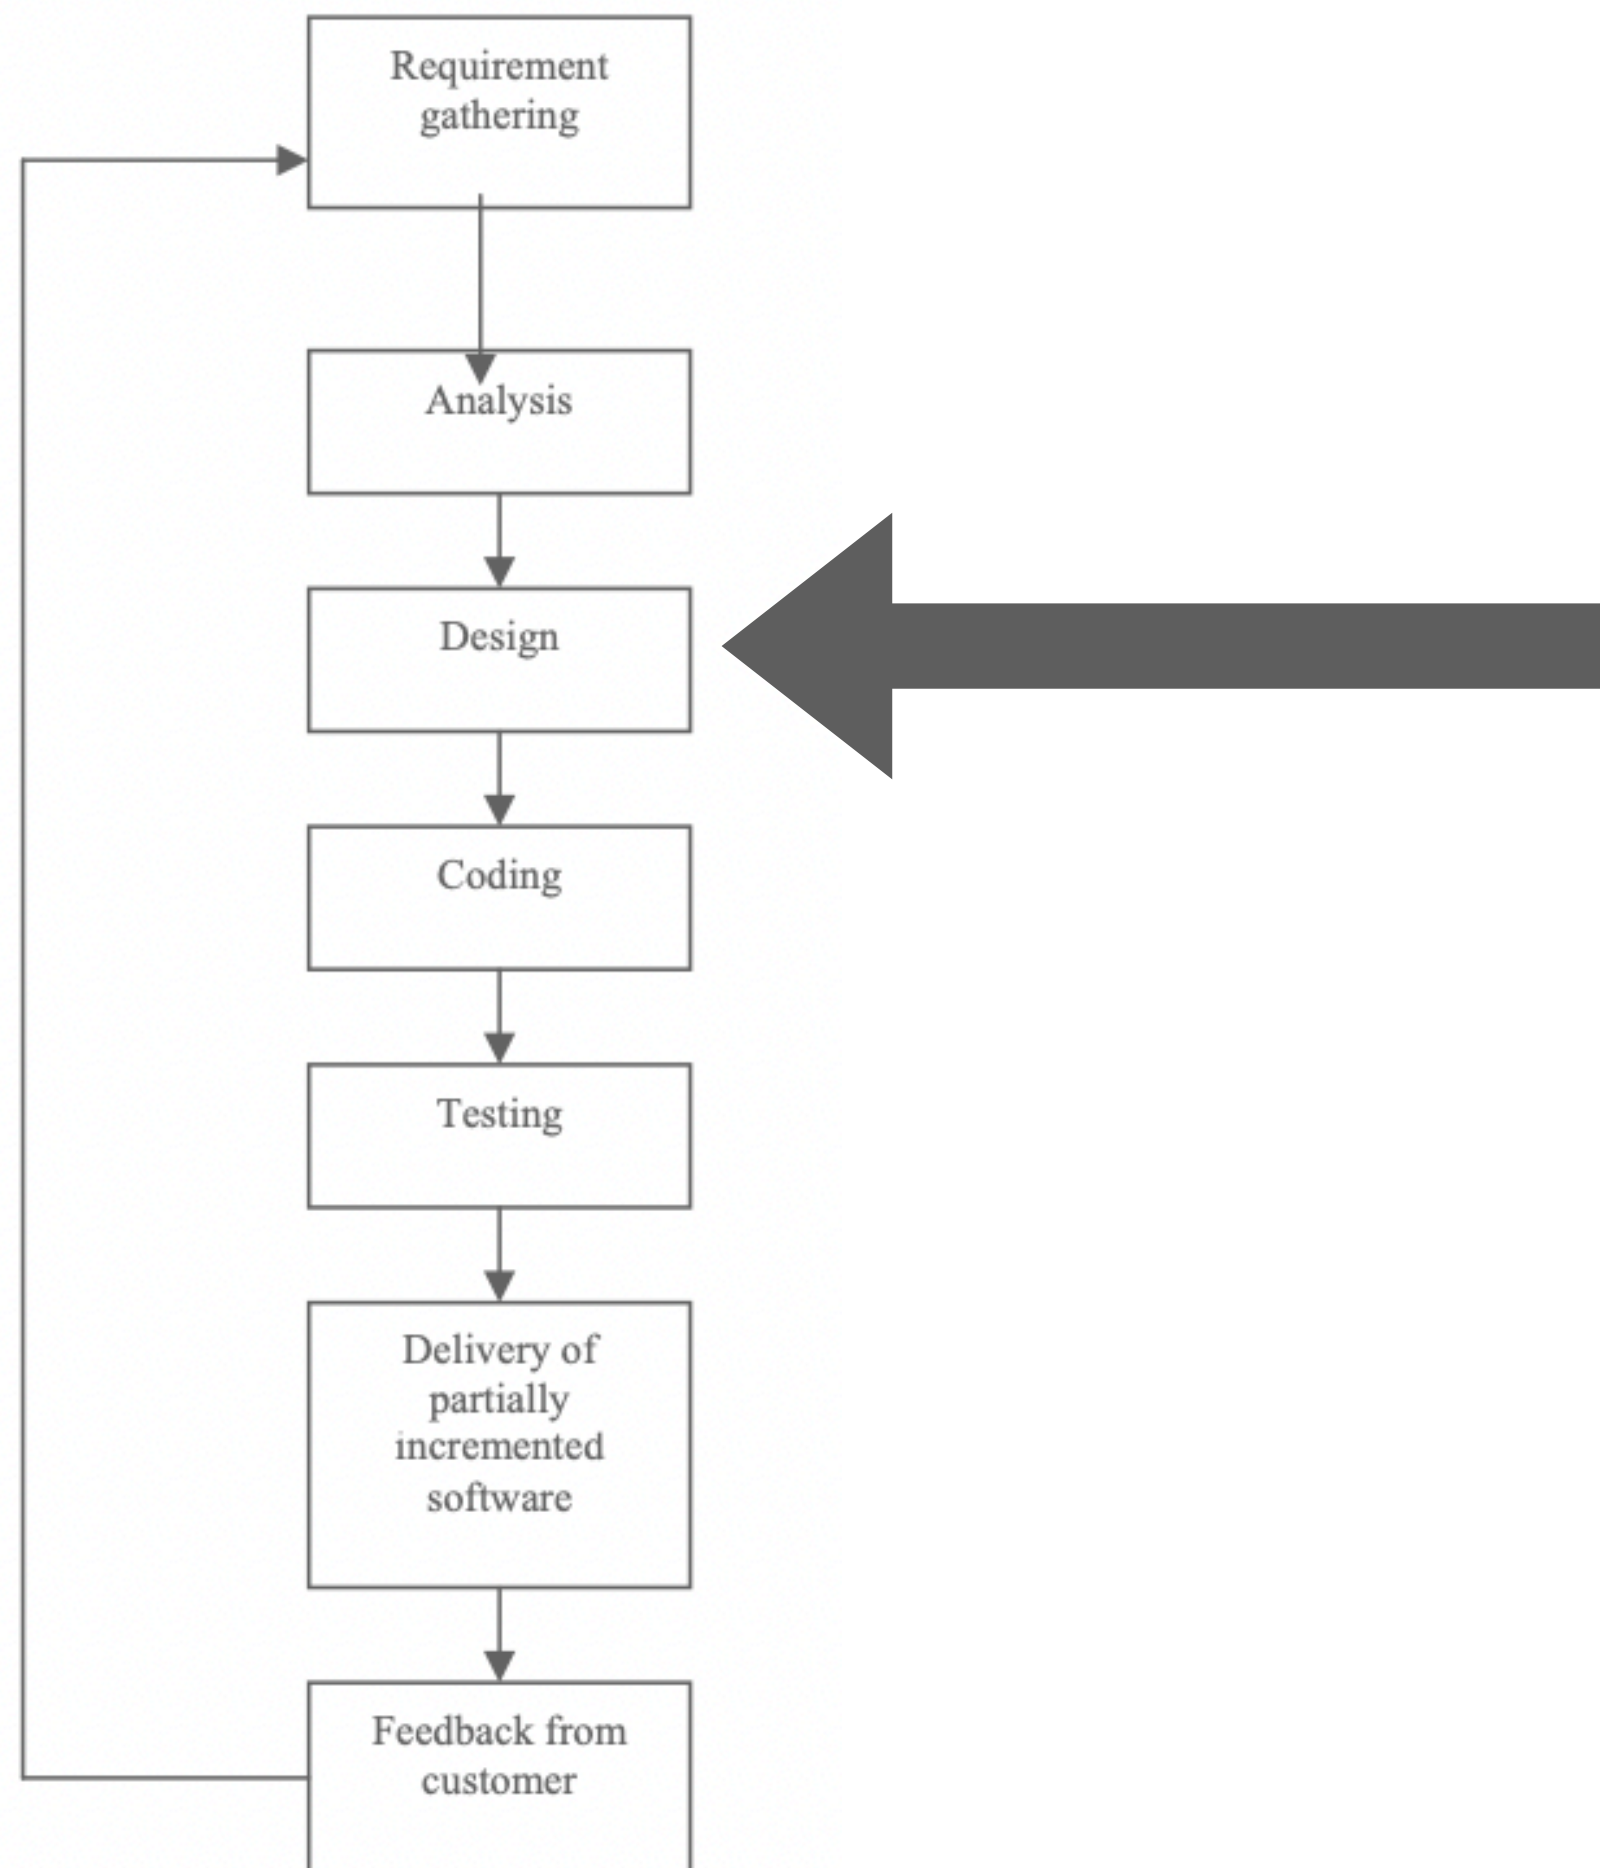 Requirement
gathering
Analysis
Design
Coding
Testing
Delivery of
partially
incremented
software
Feedback from
customer